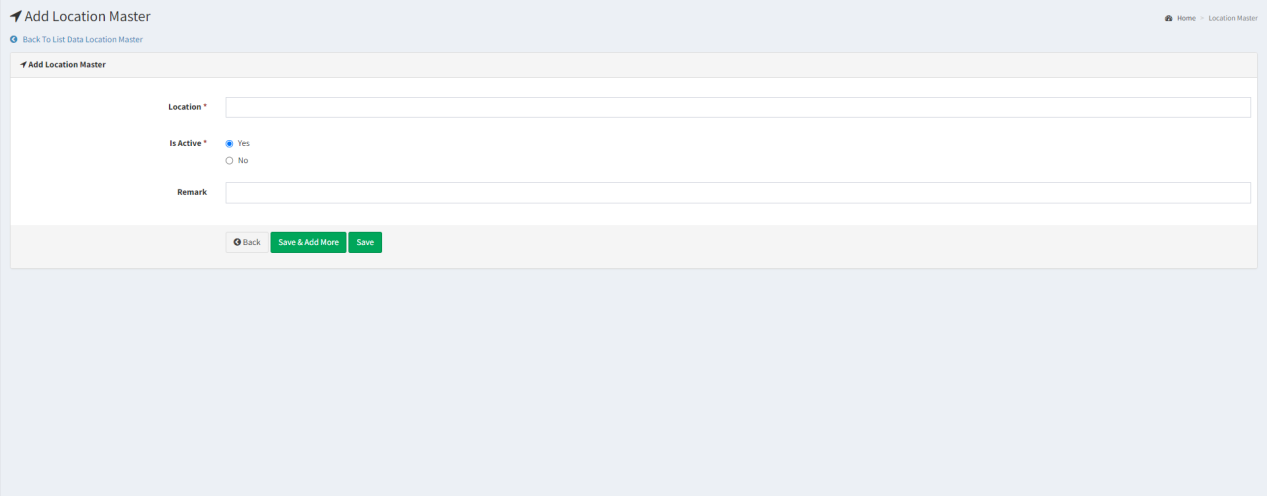 Add Location Master
Home > Location Master
Back To List Data Location Master
Add Location Master
Location *
Is Active *
Yes
No
Remark
Back
Save & Add More
Save